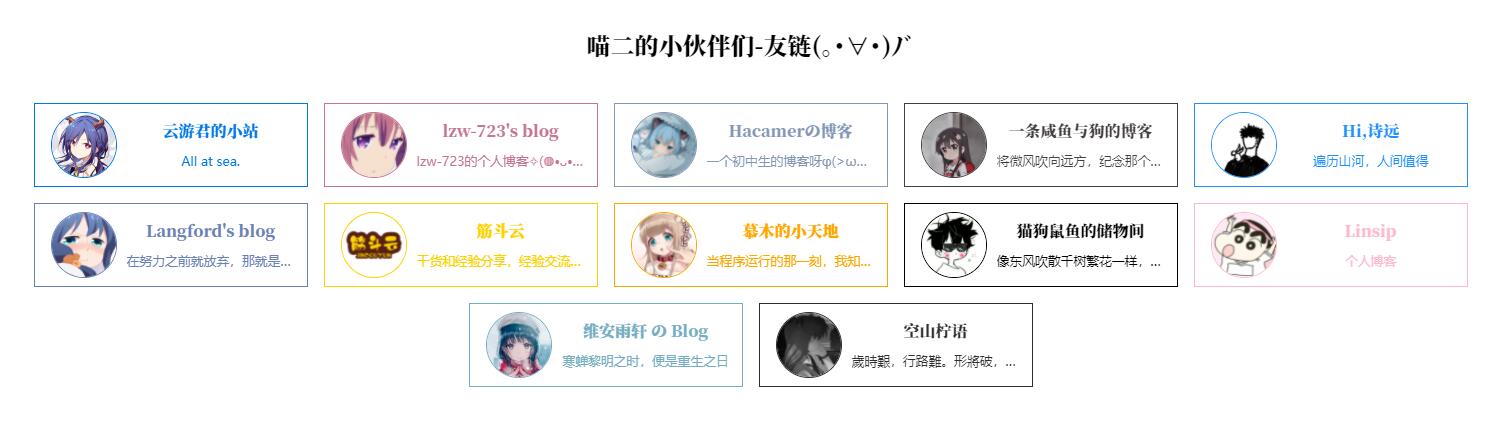 喵二的小伙伴们-友链(｡･∀･)ﾉﾞ
云游君的小站
All at sea.
lzw-723's blog
lzw-723的个人博客✧(◍•ᴗ•...
Hacamerの博客
一个初中生的博客呀φ(>ω...
一条咸鱼与狗的博客
将微风吹向远方，纪念那个...
Hi,诗远
遍历山河，人间值得
Langford's blog
在努力之前就放弃，那就是...
筋斗云
筋斗云
干货和经验分享，经验交流...
慕木的小天地
当程序运行的那一刻，我知...
猫狗鼠鱼的储物间
像东风吹散千树繁花一样，...
Linsip
个人博客
维安雨轩 の Blog
寒蝉黎明之时，便是重生之日
空山柠语
歲時艱，行路難。形將破，...